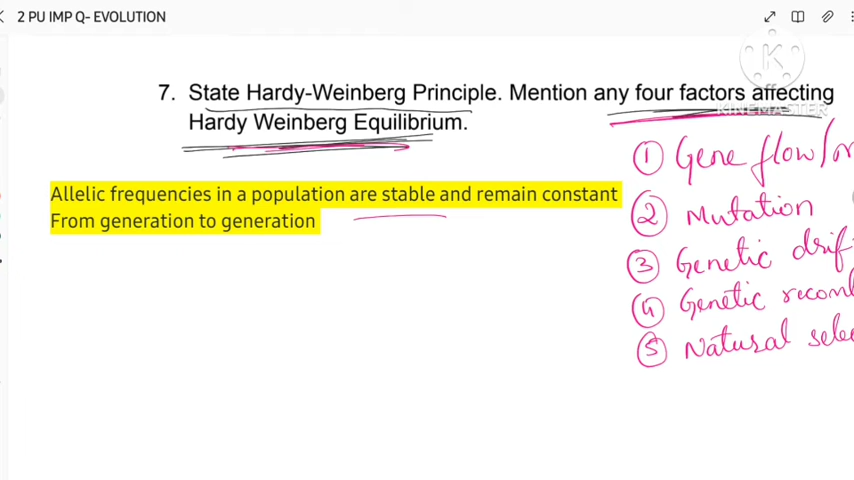 2 PU IMP Q- EVOLUTION
7. State Hardy-Weinberg Principle. Mention any four factors affecting
Hardy Weinberg Equilibrium.
Allelic frequencies in a population are stable and remain constant
From generation to generation
① Gene flow/
② Mutation
③ Genetic
④ Genetic
⑤ Natural
K
KINEMASTER